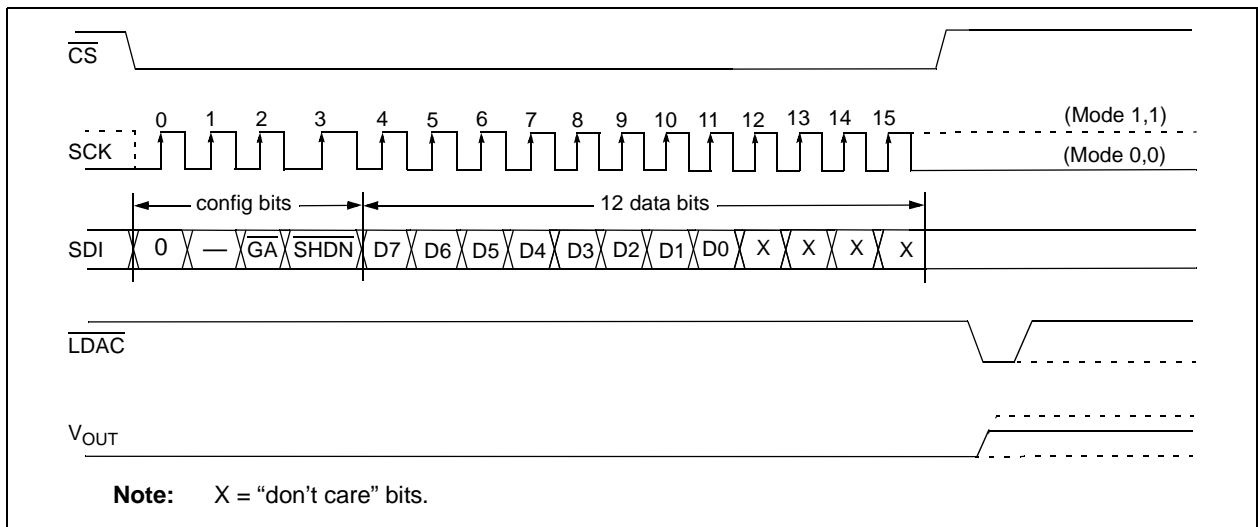 CS
0 1 2 3 4 5 6 7 8 9 10 11 12 13 14 15
(Mode 1,1)
SCK
(Mode 0,0)
config bits
12 data bits
SDI
0 — GA SHDN D7 D6 D5 D4 D3 D2 D1 D0 X X X X
LDAC
VOUT
Note: X = “don’t care” bits.